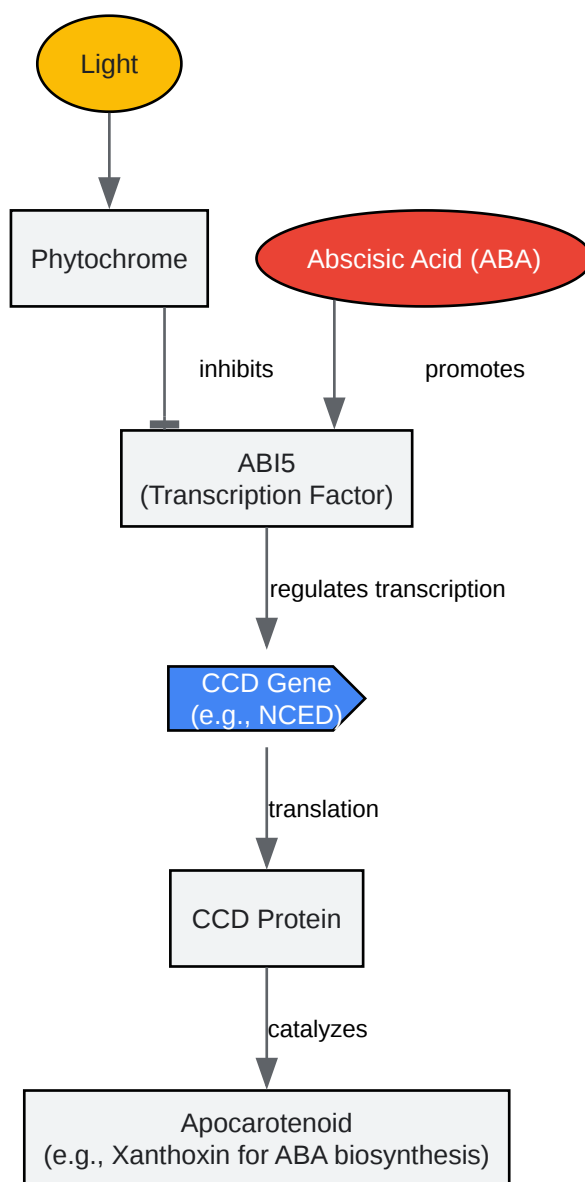 Light
Phytochrome
Abscisic Acid (ABA)
inhibits
promotes
ABI5
(Transcription Factor)
regulates transcription
CCD Gene
(e.g., NCED)
translation
CCD Protein
catalyzes
Apocarotenoid
(e.g., Xanthoxin for ABA biosynthesis)